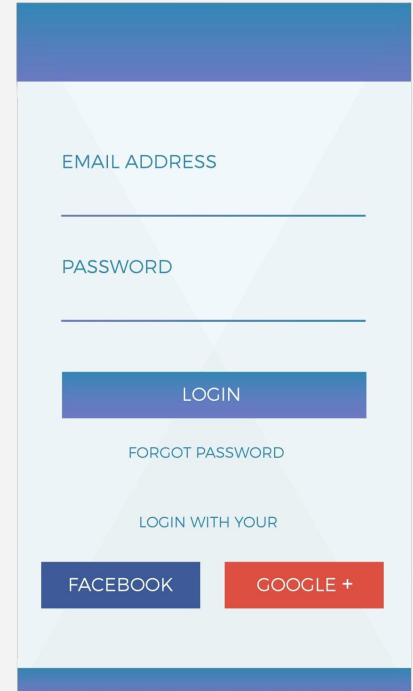 EMAIL ADDRESS
PASSWORD
LOGIN
FORGOT PASSWORD
LOGIN WITH YOUR
FACEBOOK
GOOGLE +